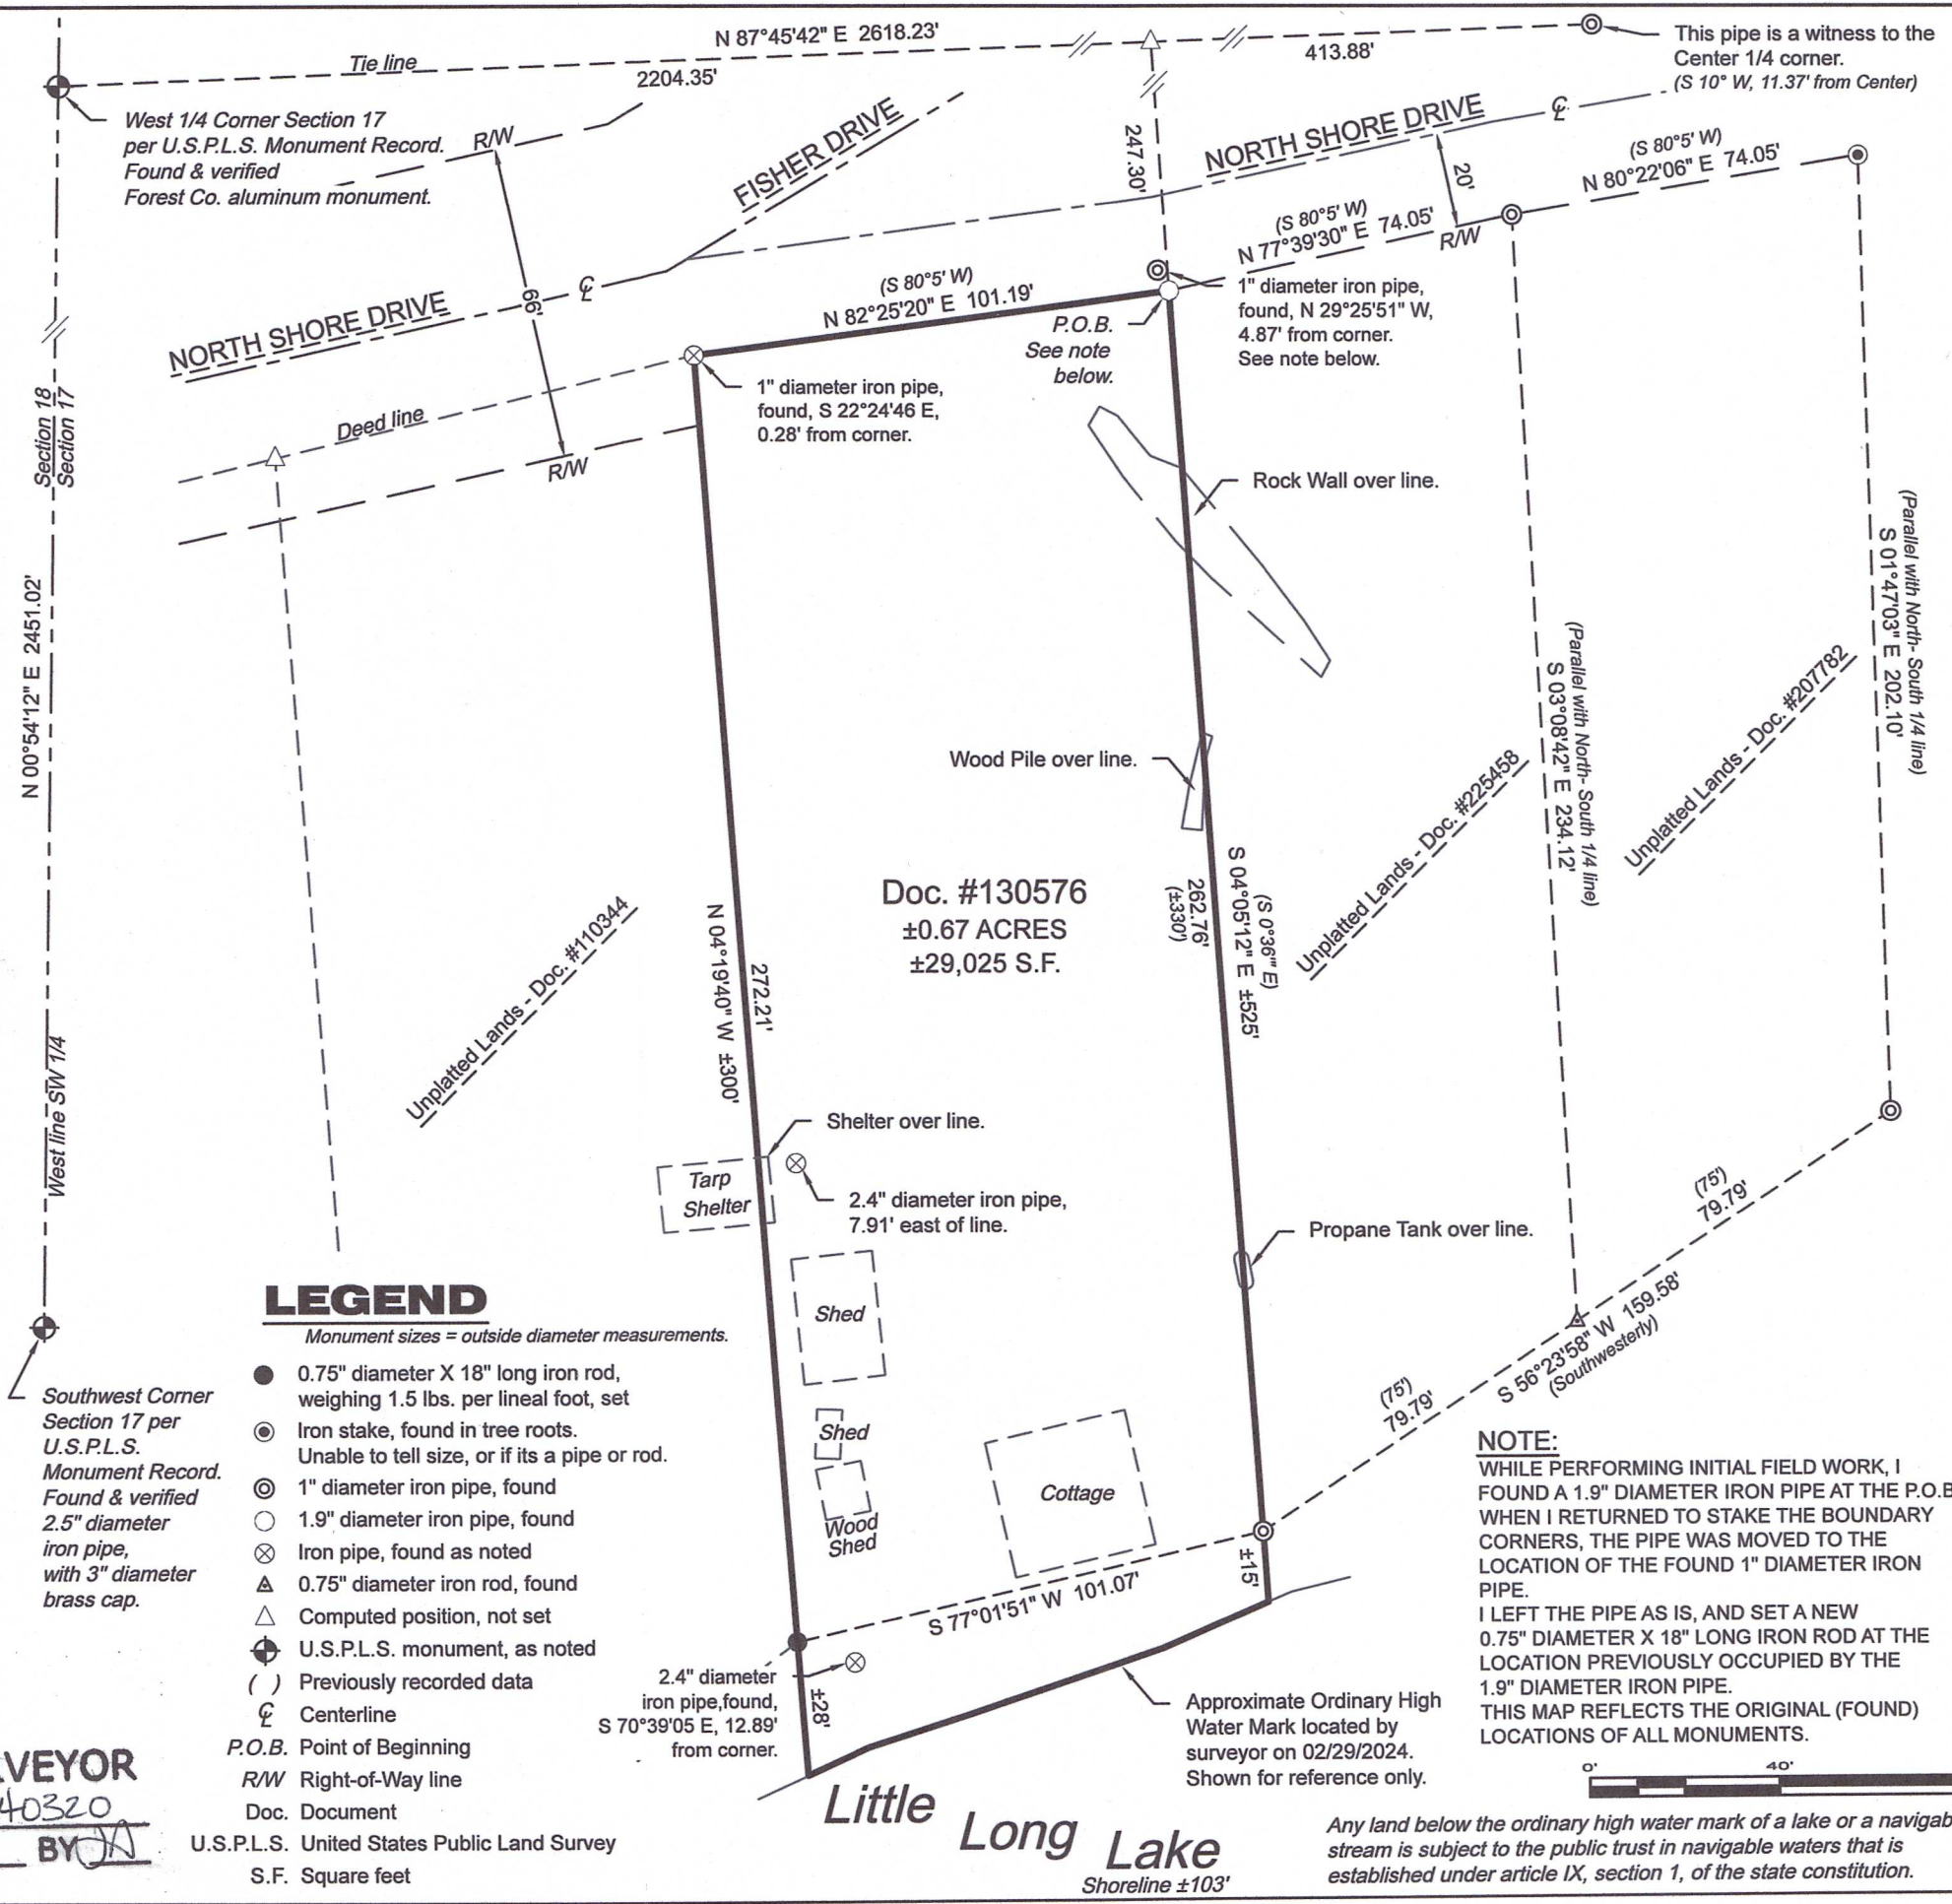 N 87°45'42" E 2618.23'
Tie line
2204.35'
413.88'
This pipe is a witness to the
Center 1/4 corner.
(S 10° W, 11.37' from Center)
West 1/4 Corner Section 17
per U.S.P.L.S. Monument Record.
Found & verified
Forest Co. aluminum monument.
R/W
FISHER DRIVE
247.30'
NORTH SHORE DRIVE
℄
20'
R/W
(S 80°5' W)
N 80°22'06" E 74.05'
(S 80°5' W)
N 77°39'30" E 74.05'
66'
NORTH SHORE DRIVE
℄
(S 80°5' W)
N 82°25'20" E 101.19'
P.O.B.
See note
below.
1" diameter iron pipe,
found, N 29°25'51" W,
4.87' from corner.
See note below.
1" diameter iron pipe,
found, S 22°24'46 E,
0.28' from corner.
Deed line
R/W
Section 18
Section 17
Rock Wall over line.
N 00°54'12" E 2451.02'
(Parallel with North- South 1/4 line)
S 01°47'03" E 202.10'
(Parallel with North- South 1/4 line)
S 03°08'42" E 234.12'
Wood Pile over line.
Unplatted Lands - Doc. #207782
Unplatted Lands - Doc. #225458
Unplatted Lands - Doc. #110344
Doc. #130576
±0.67 ACRES
±29,025 S.F.
262.76'
(±330')
(S 0°36'" E)
S 04°05'12" E ±525'
272.21'
N 04°19'40" W ±300'
West line SW 1/4
Shelter over line.
Tarp
Shelter
2.4" diameter iron pipe,
7.91' east of line.
Propane Tank over line.
(75')
79.79'
Shed
S 56°23'58" W 159.58'
(Southwesterly)
(75')
79.79'
Shed
Wood
Shed
Cottage
S 77°01'51" W 101.07'
±15'
±28'
2.4" diameter
iron pipe,found,
S 70°39'05 E, 12.89'
from corner.
Approximate Ordinary High
Water Mark located by
surveyor on 02/29/2024.
Shown for reference only.
Little Long Lake
Shoreline ±103'
Southwest Corner
Section 17 per
U.S.P.L.S.
Monument Record.
Found & verified
2.5" diameter
iron pipe,
with 3" diameter
brass cap.
LEGEND
Monument sizes = outside diameter measurements.
0.75" diameter X 18" long iron rod,
weighing 1.5 lbs. per lineal foot, set
Iron stake, found in tree roots.
Unable to tell size, or if its a pipe or rod.
1" diameter iron pipe, found
1.9" diameter iron pipe, found
Iron pipe, found as noted
0.75" diameter iron rod, found
Computed position, not set
U.S.P.L.S. monument, as noted
( ) Previously recorded data
℄ Centerline
P.O.B. Point of Beginning
R/W Right-of-Way line
Doc. Document
U.S.P.L.S. United States Public Land Survey
S.F. Square feet
VEYOR
40320
BY JA
NOTE:
WHILE PERFORMING INITIAL FIELD WORK, I
FOUND A 1.9" DIAMETER IRON PIPE AT THE P.O.B
WHEN I RETURNED TO STAKE THE BOUNDARY
CORNERS, THE PIPE WAS MOVED TO THE
LOCATION OF THE FOUND 1" DIAMETER IRON
PIPE.
I LEFT THE PIPE AS IS, AND SET A NEW
0.75" DIAMETER X 18" LONG IRON ROD AT THE
LOCATION PREVIOUSLY OCCUPIED BY THE
1.9" DIAMETER IRON PIPE.
THIS MAP REFLECTS THE ORIGINAL (FOUND)
LOCATIONS OF ALL MONUMENTS.
0' 40'
Any land below the ordinary high water mark of a lake or a navigab
stream is subject to the public trust in navigable waters that is
established under article IX, section 1, of the state constitution.